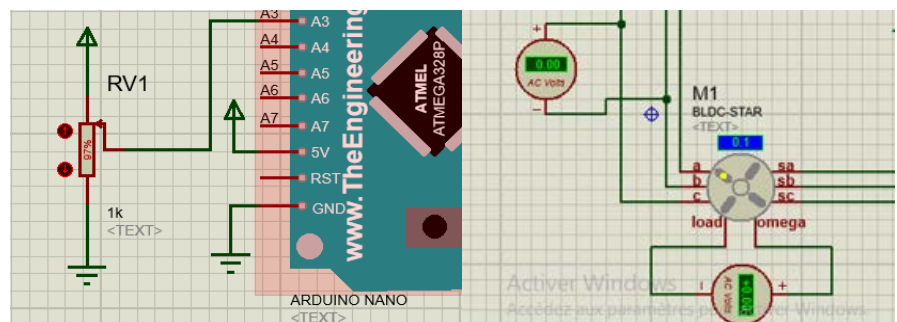 A3
A3
A4
A4
A5
A5
A6
A6
A7
A7
5V
RST
GND
RV1
97%
1k
<TEXT>
www.TheEngineering
ATMEL
ATMEGA328P
ARDUINO NANO
<TEXT>
+
0.00
AC Volts
M1
BLDC-STAR
<TEXT>
0.1
a
b
c
sa
sb
sc
load
omega
+
AC Volts
Activer Windows
Accédez aux paramètres pour activer Windows.